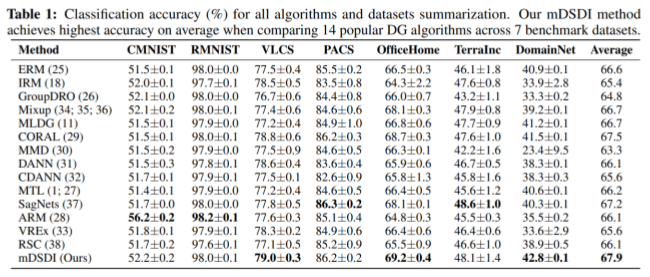 Table 1: Classification accuracy (%) for all algorithms and datasets summarization. Our mDSDI method
achieves highest accuracy on average when comparing 14 popular DG algorithms across 7 benchmark datasets.
Method CMNIST RMNIST VLCS PACS OfficeHome TerraInc DomainNet Average
ERM (25) 51.5±0.1 98.0±0.0 77.5±0.4 85.5±0.2 66.5±0.3 46.1±1.8 40.9±0.1 66.6
IRM (18) 52.0±0.1 97.7±0.1 78.5±0.5 83.5±0.8 64.3±2.2 47.6±0.8 33.9±2.8 65.4
GroupDRO (26) 52.1±0.0 98.0±0.0 76.7±0.6 84.4±0.8 66.0±0.7 43.2±1.1 33.3±0.2 64.8
Mixup (34; 35; 36) 52.1±0.2 98.0±0.1 77.4±0.6 84.6±0.6 68.1±0.3 47.9±0.8 39.2±0.1 66.7
MLDG (11) 51.5±0.1 97.9±0.0 77.2±0.4 84.9±1.0 66.8±0.6 47.7±0.9 41.2±0.1 66.7
CORAL (29) 51.5±0.1 98.0±0.1 78.8±0.6 86.2±0.3 68.7±0.3 47.6±1.0 41.5±0.1 67.5
MMD (30) 51.5±0.2 97.9±0.0 77.5±0.9 84.6±0.5 66.3±0.1 42.2±1.6 23.4±9.5 63.3
DANN (31) 51.5±0.3 97.8±0.1 78.6±0.4 83.6±0.4 65.9±0.6 46.7±0.5 38.3±0.1 66.1
CDANN (32) 51.7±0.1 97.9±0.1 77.5±0.1 82.6±0.9 65.8±1.3 45.8±1.6 38.3±0.3 65.6
MTL (1; 27) 51.4±0.1 97.9±0.0 77.2±0.4 84.6±0.5 66.4±0.5 45.6±1.2 40.6±0.1 66.2
SagNets (37) 51.7±0.0 98.0±0.0 77.8±0.5 86.3±0.2 68.1±0.1 48.6±1.0 40.3±0.1 67.2
ARM (28) 56.2±0.2 98.2±0.1 77.6±0.3 85.1±0.4 64.8±0.3 45.5±0.3 35.5±0.2 66.1
VREx (33) 51.8±0.1 97.9±0.1 78.3±0.2 84.9±0.6 66.4±0.6 46.4±0.6 33.6±2.9 65.6
RSC (38) 51.7±0.2 97.6±0.1 77.1±0.5 85.2±0.9 65.5±0.9 46.6±1.0 38.9±0.5 66.1
mDSDI (Ours) 52.2±0.2 98.0±0.1 79.0±0.3 86.2±0.2 69.2±0.4 48.1±1.4 42.8±0.1 67.9